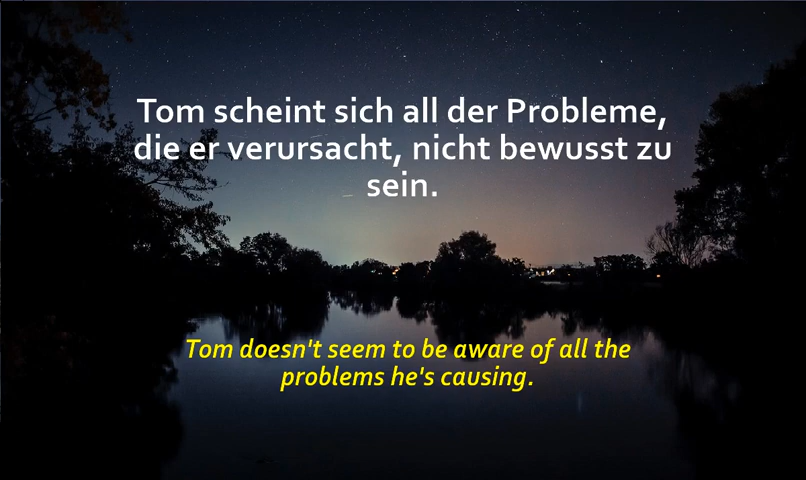 Tom scheint sich all der Probleme,
die er verursacht, nicht bewusst zu
sein.
Tom doesn't seem to be aware of all the
problems he's causing.